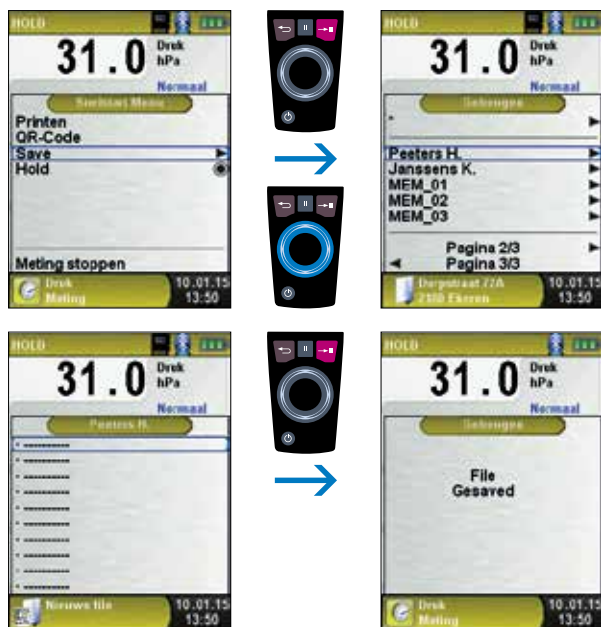 HOLD
31.0 Druk
hPa
Normaal
Snelstart Menu
Printen
QR-Code
Save
Hold
Meting stoppen
Druk
Meting
10.01.15
13:50
HOLD
31.0 Druk
hPa
Normaal
Peeters H.
Janssens K.
MEM_01
MEM_02
MEM_03
Pagina 2/3
Pagina 3/3
Dorpstraat 77A
Ekeren
10.01.15
13:50
HOLD
31.0 Druk
hPa
Normaal
Peeters H.
- ----------
- ----------
- ----------
- ----------
- ----------
- ----------
- ----------
- ----------
- ----------
- ----------
Nieuwe file
10.01.15
13:50
HOLD
31.0 Druk
hPa
Normaal
File
Gesaved
Druk
Meting
10.01.15
13:50